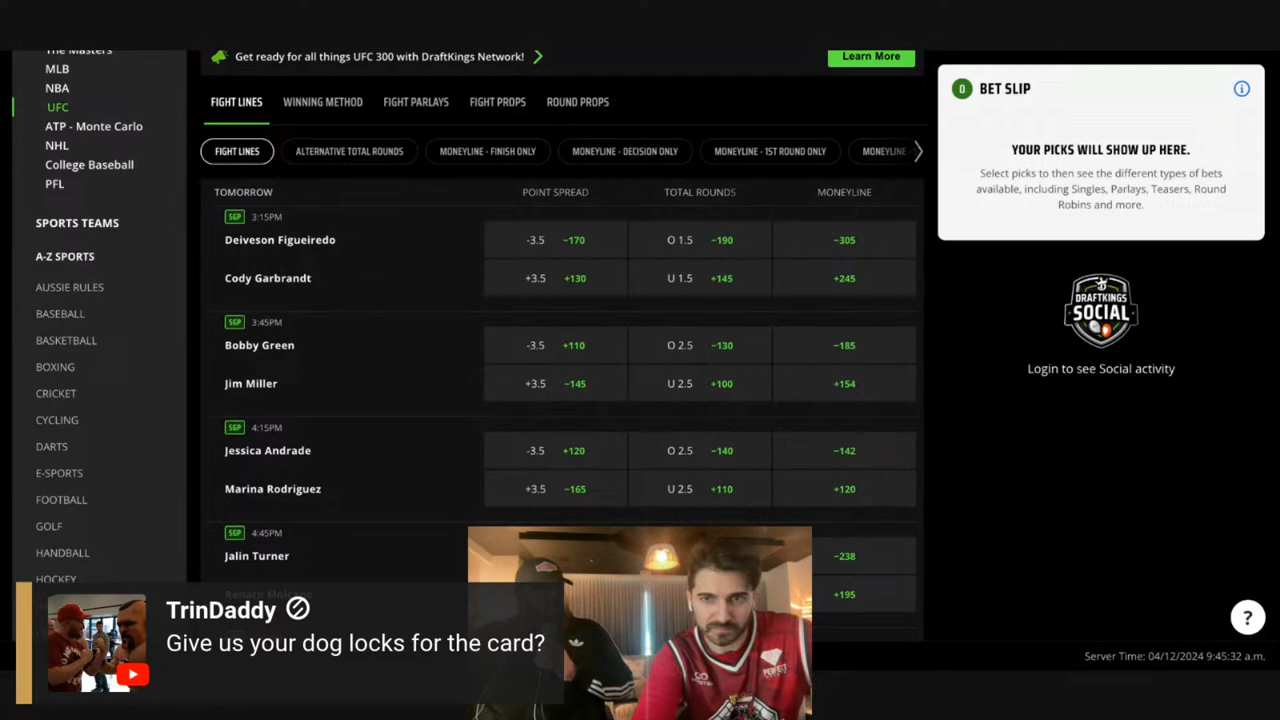 The Masters
MLB
NBA
UFC
ATP - Monte Carlo
NHL
College Baseball
PFL
SPORTS TEAMS
A-Z SPORTS
AUSSIE RULES
BASEBALL
BASKETBALL
BOXING
CRICKET
CYCLING
DARTS
E-SPORTS
FOOTBALL
GOLF
HANDBALL
HOCKEY
Get ready for all things UFC 300 with DraftKings Network!
Learn More
FIGHT LINES WINNING METHOD FIGHT PARLAYS FIGHT PROPS ROUND PROPS
FIGHT LINES ALTERNATIVE TOTAL ROUNDS MONEYLINE - FINISH ONLY MONEYLINE - DECISION ONLY MONEYLINE - 1ST ROUND ONLY MONEYLINE
TOMORROW POINT SPREAD TOTAL ROUNDS MONEYLINE
SGP 3:15PM
Deiveson Figueiredo -3.5 −170 O 1.5 −190 −305
Cody Garbrandt +3.5 +130 U 1.5 +145 +245
SGP 3:45PM
Bobby Green -3.5 +110 O 2.5 −130 −185
Jim Miller +3.5 −145 U 2.5 +100 +154
SGP 4:15PM
Jessica Andrade -3.5 +120 O 2.5 −140 −142
Marina Rodriguez +3.5 −165 U 2.5 +110 +120
SGP 4:45PM
Jalin Turner −238
Renato Moicano +195
0 BET SLIP
YOUR PICKS WILL SHOW UP HERE.
Select picks to then see the different types of bets
available, including Singles, Parlays, Teasers, Round
Robins and more.
DRAFTKINGS
SOCIAL
Login to see Social activity
?
Server Time: 04/12/2024 9:45:32 a.m.
TrinDaddy
Give us your dog locks for the card?